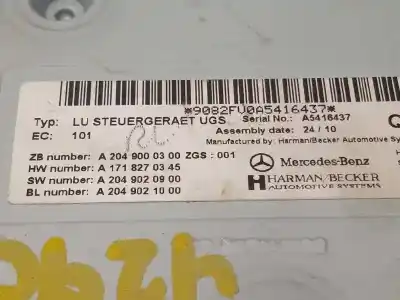 *9082FV0A5416437*
Typ: LU STEUERGERAET UGS Serial No.: A5416437
EC: 101 Assembly date: 24 / 10
Manufactured by: Harman/Becker Automotive
ZB number: A 204 900 03 00 ZGS : 001
HW number: A 171 827 03 45 Mercedes-Benz
SW number: A 204 902 09 00 HARMAN/BECKER
BL number: A 204 902 10 00 AUTOMOTIVE SYSTEMS